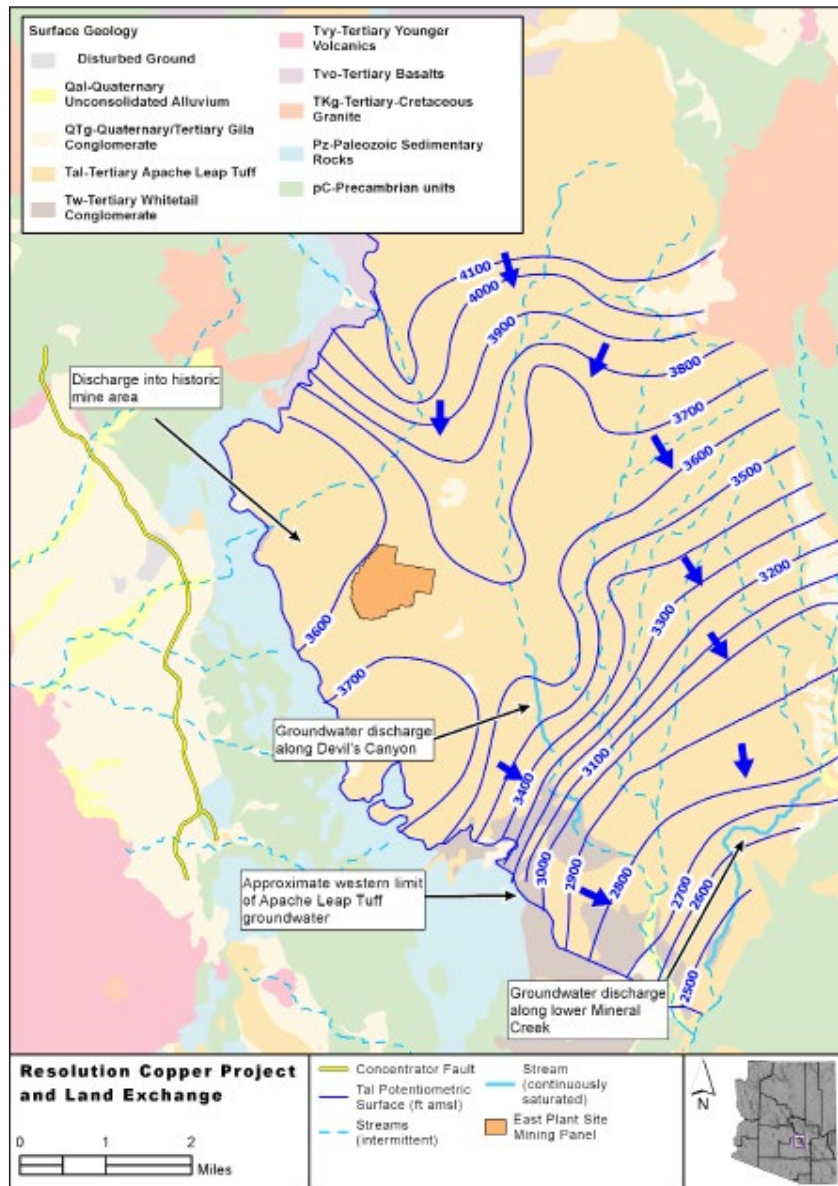 Surface Geology
Disturbed Ground
Qal-Quaternary
Unconsolidated Alluvium
QTg-Quaternary/Tertiary Gila
Conglomerate
Tal-Tertiary Apache Leap Tuff
Tw-Tertiary Whitetail
Conglomerate
Tvy-Tertiary Younger
Volcanics
Tvo-Tertiary Basalts
TKg-Tertiary-Cretaceous
Granite
Pz-Paleozoic Sedimentary
Rocks
pC-Precambrian units
4100
4000
3900
3800
3700
3600
3500
Discharge into historic
mine area
3200
3300
3600
3700
Groundwater discharge
along Devil's Canyon
3100
3400
Approximate western limit
of Apache Leap Tuff
groundwater
3000
2900
2800
2700
2600
2500
Groundwater discharge
along lower Mineral
Creek
Resolution Copper Project
and Land Exchange
0 1 2
Miles
Concentrator Fault
Tal Potentiometric
Surface (ft amsl)
Streams
(intermittent)
Stream
(continuously
saturated)
East Plant Site
Mining Panel
N